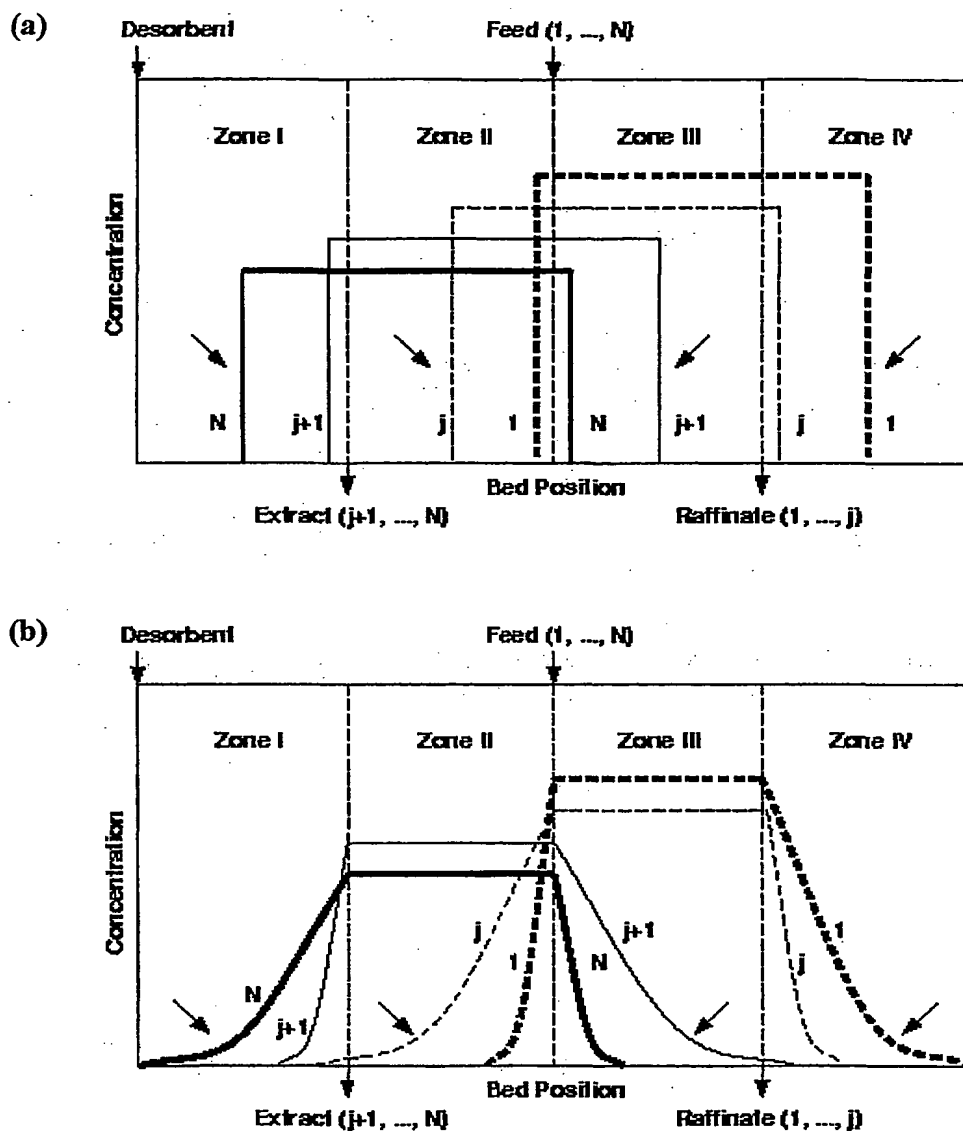 (a)
Desorbent Feed (1, ..., N)
Zone I Zone II Zone III Zone IV
Concentration
N j+1 j 1 N j+1 j 1
Bed Position
Extract (j+1, ..., N) Raffinate (1, ..., j)
(b)
Desorbent Feed (1, ..., N)
Zone I Zone II Zone III Zone IV
Concentration
j j+1 1
N 1 N j
j+1
Bed Position
Extract (j+1, ..., N) Raffinate (1, ..., j)